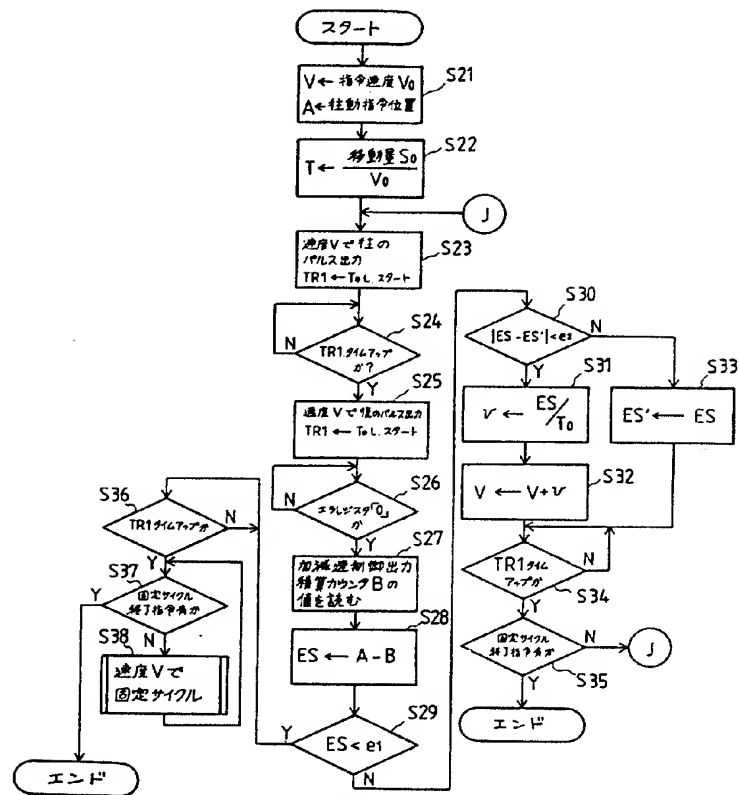 スタート
S21
V ← 指令速度 V0
A ← 往動指令位置
S22
T ← 移動量 S0
V0
J
速度Vで往の
パルス出力
TR1 ← T0し、スタート
S23
S24
TR1タイムアップ
か?
N
Y
S25
速度Vで復のパルス出力
TR1 ← T0し、スタート
S26
エラレジスタ「0」
か
N
Y
S27
加減速制御出力
積算カウンタBの
値を読む
S28
ES ← A - B
S29
ES < e1
Y
N
S30
|ES - ES'| < e2
N
Y
S31
v ← ES/T0
S33
ES' ← ES
S32
V ← V + v
TR1タイム
アップか
N
S34
Y
固定サイクル
終了指令有か
N
J
S35
Y
エンド
S36
TR1タイムアップか
N
Y
S37
固定サイクル
終了指令有か
Y
N
S38
速度Vで
固定サイクル
エンド